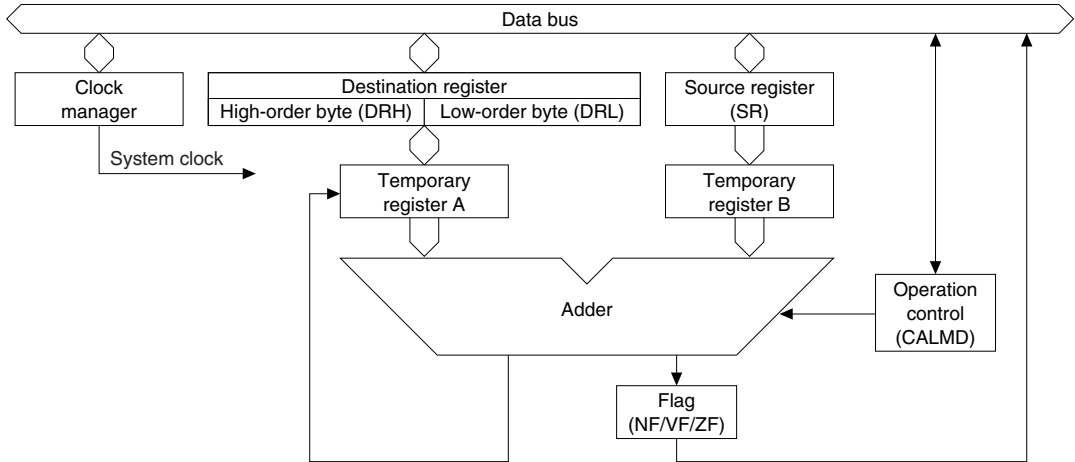 Data bus
Clock
manager
Destination register
High-order byte (DRH)
Low-order byte (DRL)
Source register
(SR)
System clock
Temporary
register A
Temporary
register B
Adder
Operation
control
(CALMD)
Flag
(NF/VF/ZF)